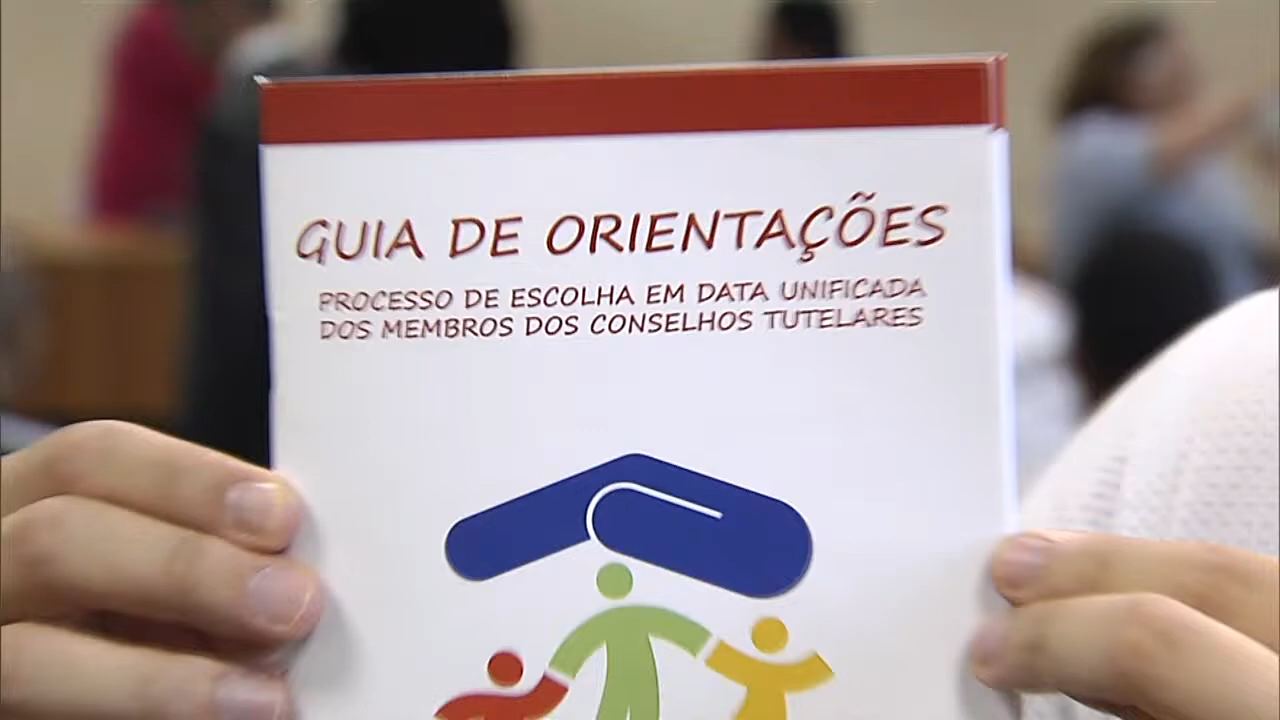 GUIA DE ORIENTAÇÕES
PROCESSO DE ESCOLHA EM DATA UNIFICADA
DOS MEMBROS DOS CONSELHOS TUTELARES